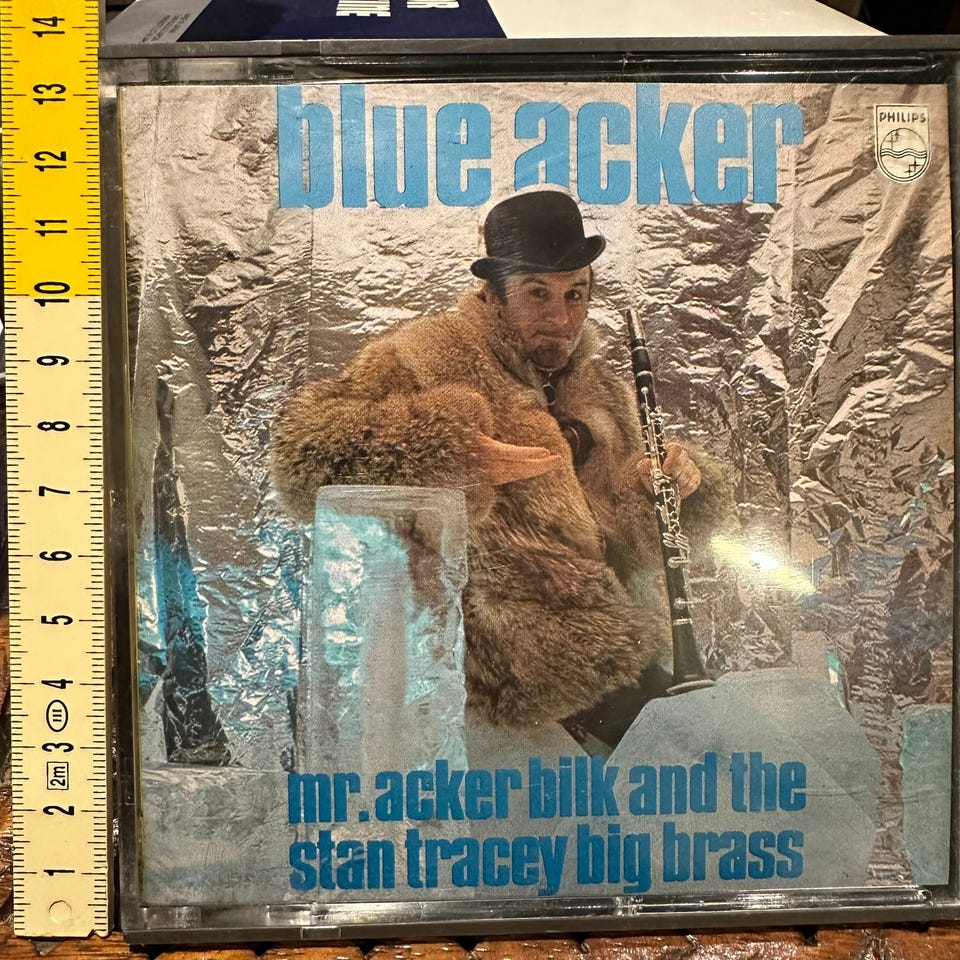 blue acker
PHILIPS
mr. acker bilk and the
stan tracey big brass
14
13
12
11
10
9
8
7
6
5
4
III
3
2m
2
1